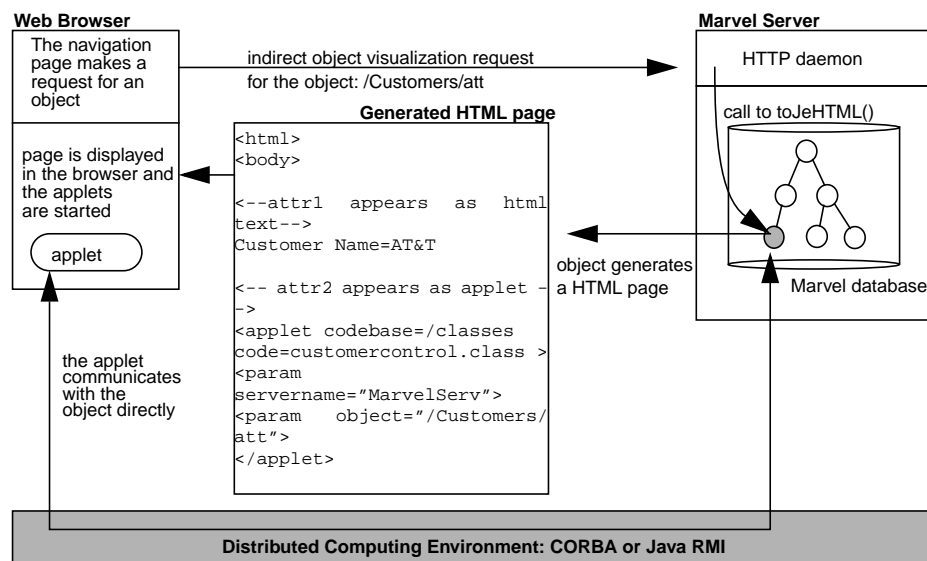 Web Browser
The navigation
page makes a
request for an
object
page is displayed
in the browser and
the applets
are started
applet
the applet
communicates
with the
object directly
indirect object visualization request
for the object: /Customers/att
Generated HTML page
<html>
<body>
<--attr1 appears as html
text-->
Customer Name=AT&T
<-- attr2 appears as applet -
->
<applet codebase=/classes
code=customercontrol.class >
<param
servername="MarvelServ">
<param object="/Customers/
att">
</applet>
object generates
a HTML page
Marvel Server
HTTP daemon
call to toJeHTML()
Marvel database
Distributed Computing Environment: CORBA or Java RMI